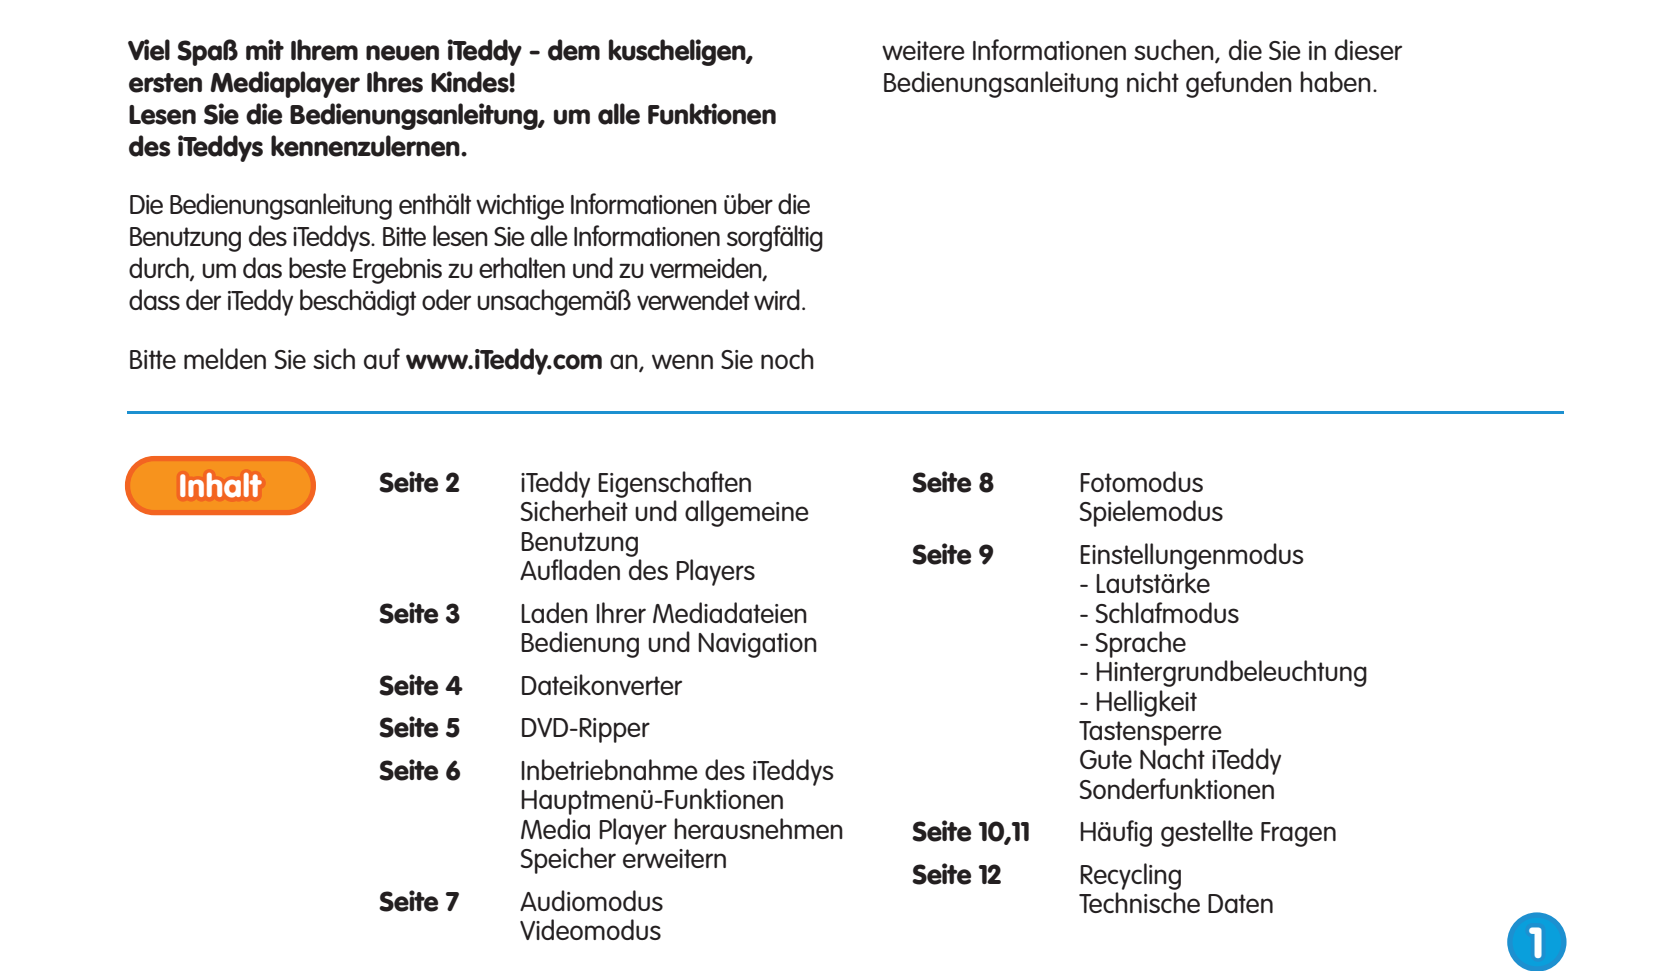 Viel Spaß mit Ihrem neuen iTeddy - dem kuscheligen,
ersten Mediaplayer Ihres Kindes!
Lesen Sie die Bedienungsanleitung, um alle Funktionen
des iTeddys kennenzulernen.
Die Bedienungsanleitung enthält wichtige Informationen über die
Benutzung des iTeddys. Bitte lesen Sie alle Informationen sorgfältig
durch, um das beste Ergebnis zu erhalten und zu vermeiden,
dass der iTeddy beschädigt oder unsachgemäß verwendet wird.
Bitte melden Sie sich auf www.iTeddy.com an, wenn Sie noch
weitere Informationen suchen, die Sie in dieser
Bedienungsanleitung nicht gefunden haben.
Inhalt
Seite 2 iTeddy Eigenschaften
Sicherheit und allgemeine
Benutzung
Aufladen des Players
Seite 3 Laden Ihrer Mediadateien
Bedienung und Navigation
Seite 4 Dateikonverter
Seite 5 DVD-Ripper
Seite 6 Inbetriebnahme des iTeddys
Hauptmenü-Funktionen
Media Player herausnehmen
Speicher erweitern
Seite 7 Audiomodus
Videomodus
Seite 8 Fotomodus
Spielemodus
Seite 9 Einstellungenmodus
- Lautstärke
- Schlafmodus
- Sprache
- Hintergrundbeleuchtung
- Helligkeit
Tastensperre
Gute Nacht iTeddy
Sonderfunktionen
Seite 10,11 Häufig gestellte Fragen
Seite 12 Recycling
Technische Daten
1